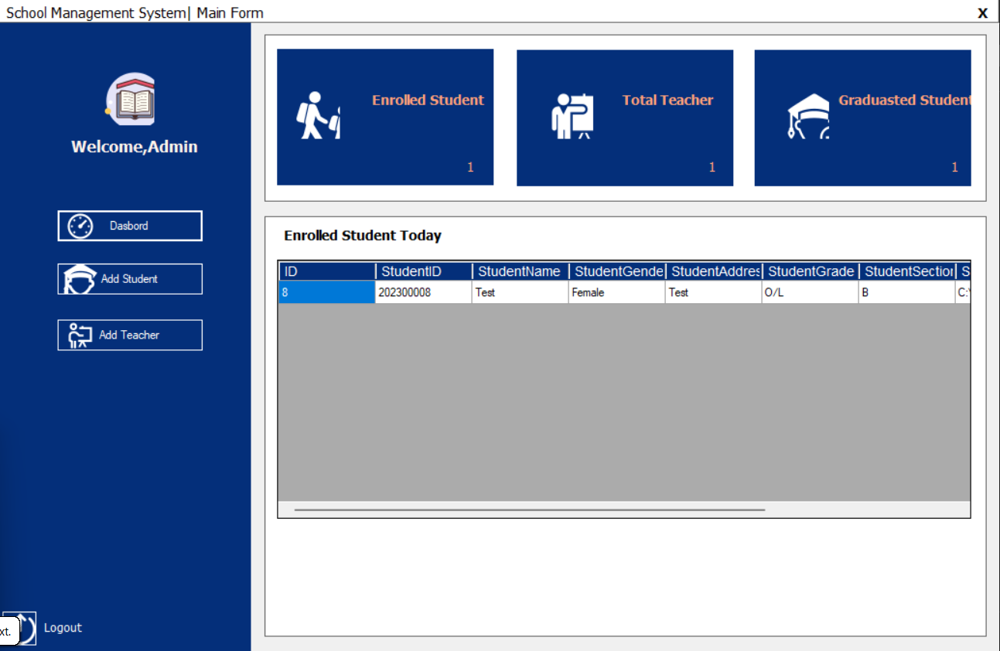 School Management System| Main Form
X
Welcome,Admin
Dasbord
Add Student
Add Teacher
Logout
xt.
Enrolled Student
1
Total Teacher
1
Graduasted Student
1
Enrolled Student Today
ID StudentID StudentName StudentGende StudentAddres StudentGrade StudentSection S
8 202300008 Test Female Test O/L B C:\